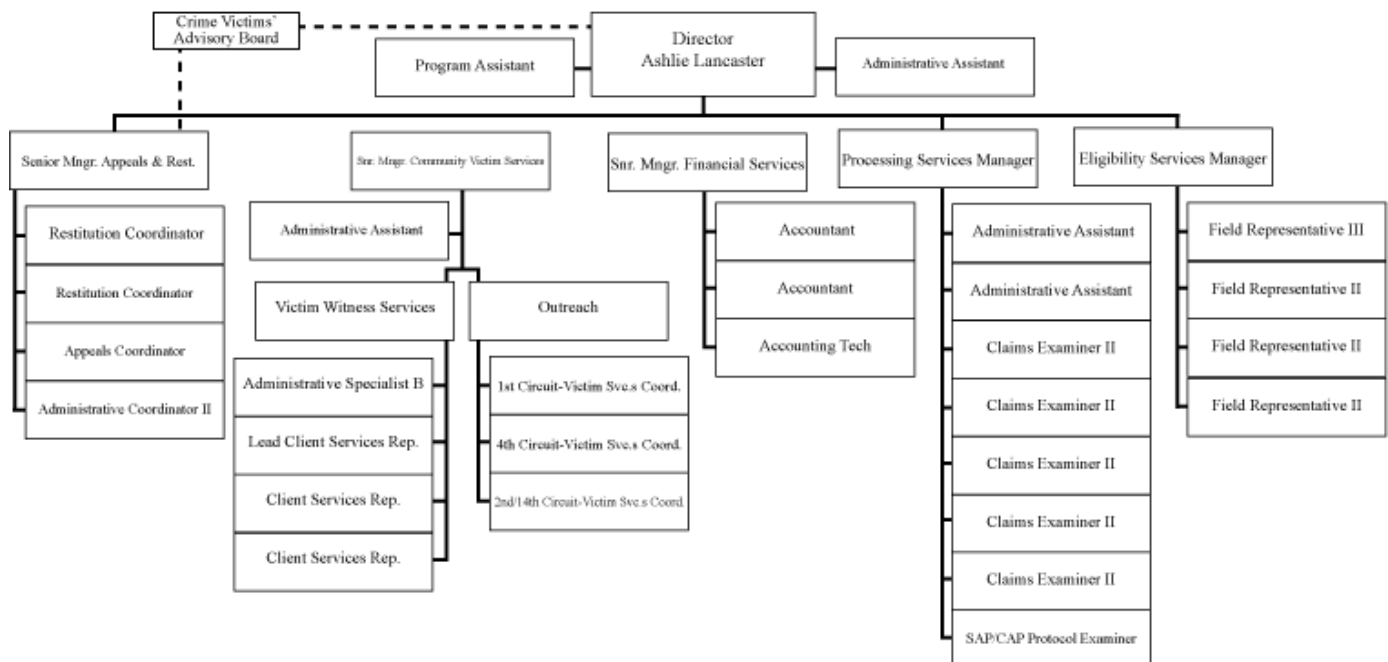 Crime Victims'
Advisory Board
Director
Ashlie Lancaster
Program Assistant
Administrative Assistant
Senior Mngr. Appeals & Rest.
Snr. Mngr. Community Victim Services
Snr. Mngr. Financial Services
Processing Services Manager
Eligibility Services Manager
Restitution Coordinator
Restitution Coordinator
Appeals Coordinator
Administrative Coordinator II
Administrative Assistant
Victim Witness Services
Outreach
Administrative Specialist B
Lead Client Services Rep.
Client Services Rep.
Client Services Rep.
1st Circuit-Victim Svc.s Coord.
4th Circuit-Victim Svc.s Coord.
2nd/14th Circuit-Victim Svc.s Coord.
Accountant
Accountant
Accounting Tech
Administrative Assistant
Administrative Assistant
Claims Examiner II
Claims Examiner II
Claims Examiner II
Claims Examiner II
Claims Examiner II
SAP/CAP Protocol Examiner
Field Representative III
Field Representative II
Field Representative II
Field Representative II